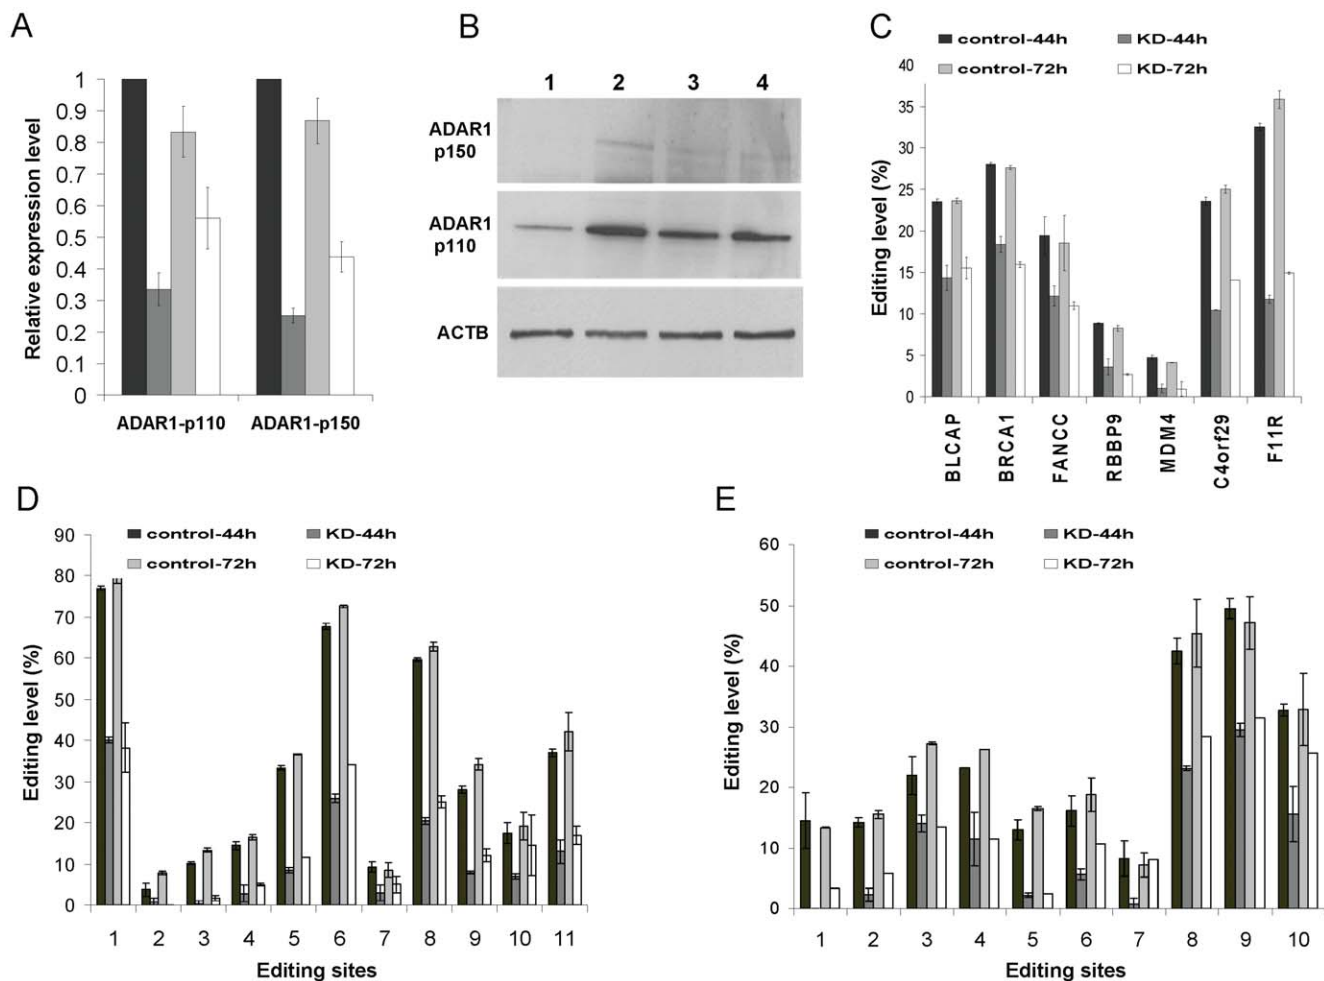 A
Relative expression level
1
0.9
0.8
0.7
0.6
0.5
0.4
0.3
0.2
0.1
0
ADAR1-p110 ADAR1-p150
B
1 2 3 4
ADAR1
p150
ADAR1
p110
ACTB
C
control-44h KD-44h
control-72h KD-72h
Editing level (%)
40
35
30
25
20
15
10
5
0
BLCAP
BRCA1
FANCC
RBBP9
MDM4
C4orf29
F11R
D
control-44h KD-44h
control-72h KD-72h
Editing level (%)
90
80
70
60
50
40
30
20
10
0
1 2 3 4 5 6 7 8 9 10 11
Editing sites
E
control-44h KD-44h
control-72h KD-72h
Editing level (%)
60
50
40
30
20
10
0
1 2 3 4 5 6 7 8 9 10
Editing sites